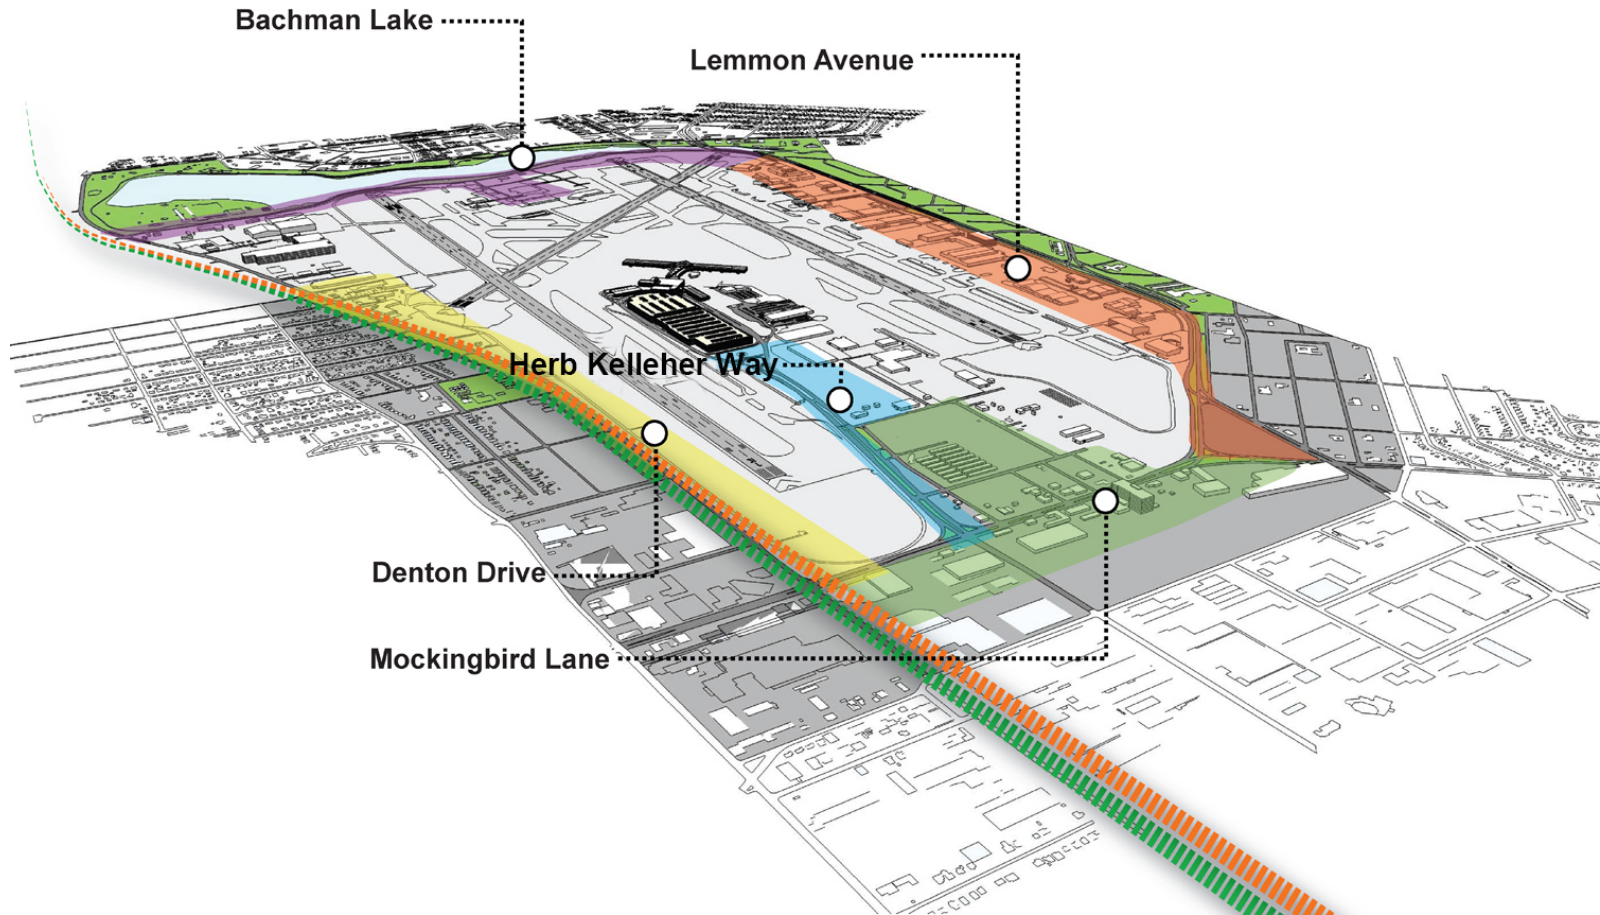 Bachman Lake
Lemmon Avenue
Herb Kelleher Way
Denton Drive
Mockingbird Lane